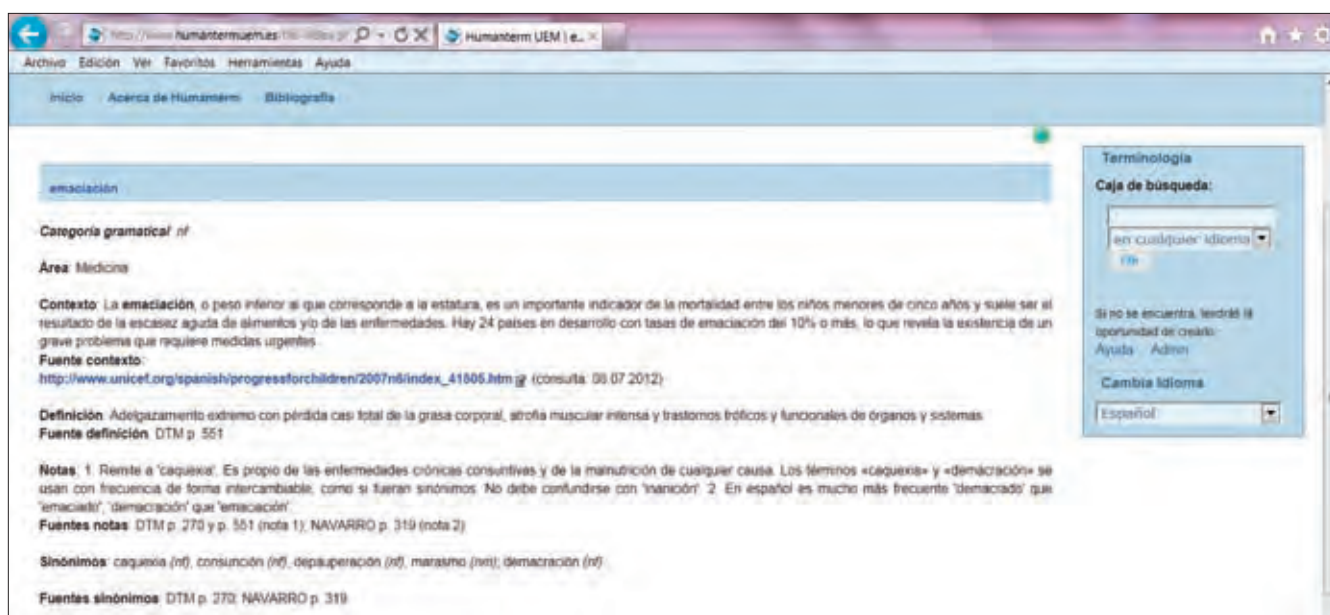 humantermuem.es
Humanterm UEM | e...
Archivo Edición Ver Favoritos Herramientas Ayuda
Inicio Acerca de Humanterm Bibliografía
emaciación
Categoría gramatical: nf
Área: Medicina
Contexto: La emaciación, o peso inferior al que corresponde a la estatura, es un importante indicador de la mortalidad entre los niños menores de cinco años y suele ser el
resultado de la escasez aguda de alimentos y/o de las enfermedades. Hay 24 países en desarrollo con tasas de emaciación del 10% o más, lo que revela la existencia de un
grave problema que requiere medidas urgentes
Fuente contexto:
http://www.unicef.org/spanish/progressforchildren/2007n6/index_41505.htm (consulta: 08.07.2012)
Definición: Adelgazamiento extremo con pérdida casi total de la grasa corporal, atrofia muscular intensa y trastornos tróficos y funcionales de órganos y sistemas
Fuente definición: DTM p. 551
Notas: 1. Remite a 'caquexia'. Es propio de las enfermedades crónicas consuntivas y de la malnutrición de cualquier causa. Los términos «caquexia» y «demacración» se
usan con frecuencia de forma intercambiable, como si fueran sinónimos. No debe confundirse con 'inanición'. 2. En español es mucho más frecuente 'demacrado' que
'emaciado', 'demacración' que 'emaciación'.
Fuentes notas: DTM p. 270 y p. 551 (nota 1); NAVARRO p. 319 (nota 2)
Sinónimos: caquexia (nf), consunción (nf), depauperación (nf), marasmo (nm), demacración (nf)
Fuentes sinónimos: DTM p. 270; NAVARRO p. 319
Terminología
Caja de búsqueda:
en cualquier idioma
Si no se encuentra, tendrás la
oportunidad de crearlo.
Ayuda Admin
Cambia Idioma
Español